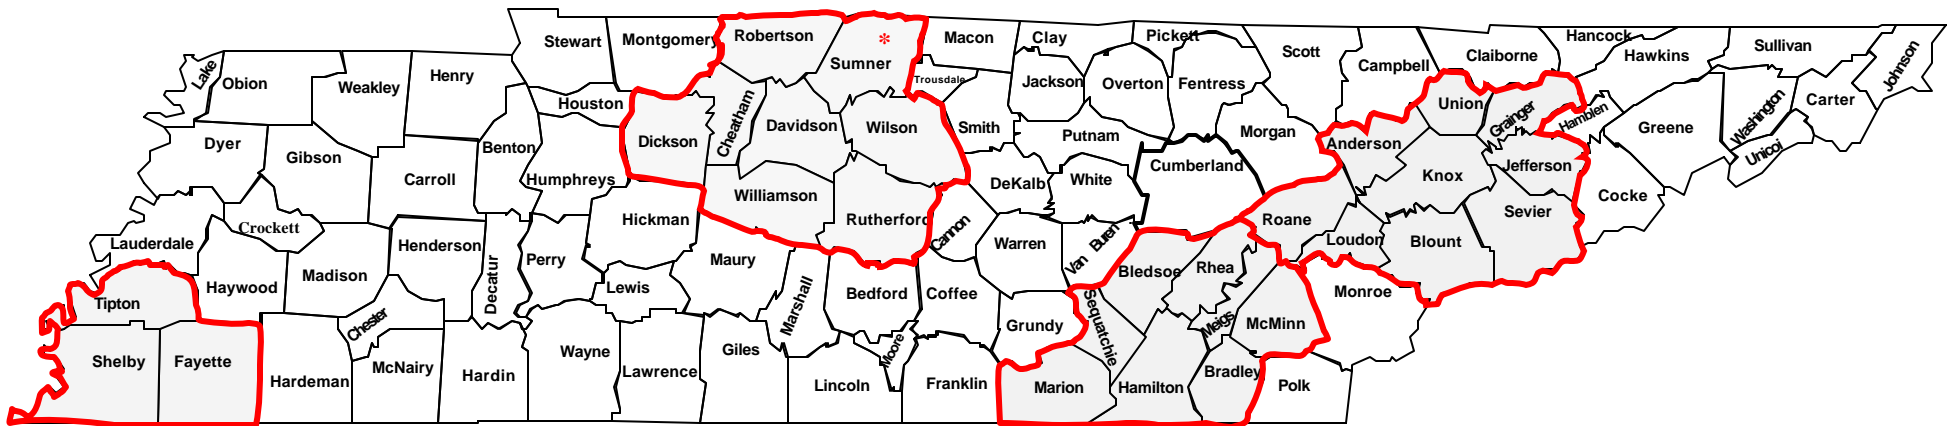 Lake
Obion
Weakley
Henry
Stewart
Montgomery
Robertson
*
Sumner
Macon
Trousdale
Clay
Jackson
Pickett
Overton
Fentress
Scott
Campbell
Claiborne
Hancock
Hawkins
Sullivan
Johnson
Carter
Washington
Unicoi
Greene
Hamblen
Grainger
Union
Anderson
Morgan
Putnam
Smith
Wilson
Davidson
Cheatham
Dickson
Houston
Benton
Humphreys
Carroll
Gibson
Dyer
Crockett
Lauderdale
Haywood
Madison
Henderson
Decatur
Perry
Hickman
Lewis
Williamson
Rutherford
Cannon
DeKalb
White
Cumberland
Warren
Van Buren
Bledsoe
Rhea
Roane
Loudon
Knox
Blount
Jefferson
Sevier
Cocke
Monroe
McMinn
Meigs
Sequatchie
Grundy
Coffee
Bedford
Marshall
Maury
Tipton
Shelby
Fayette
Hardeman
Chester
McNairy
Hardin
Wayne
Lawrence
Giles
Lincoln
Moore
Franklin
Marion
Hamilton
Bradley
Polk